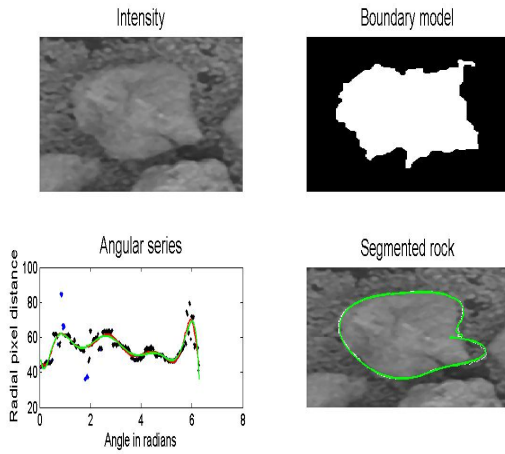 Intensity
Boundary model
Angular series
Segmented rock
Radial pixel distance
100
80
60
40
20
0
2
4
6
8
Angle in radians